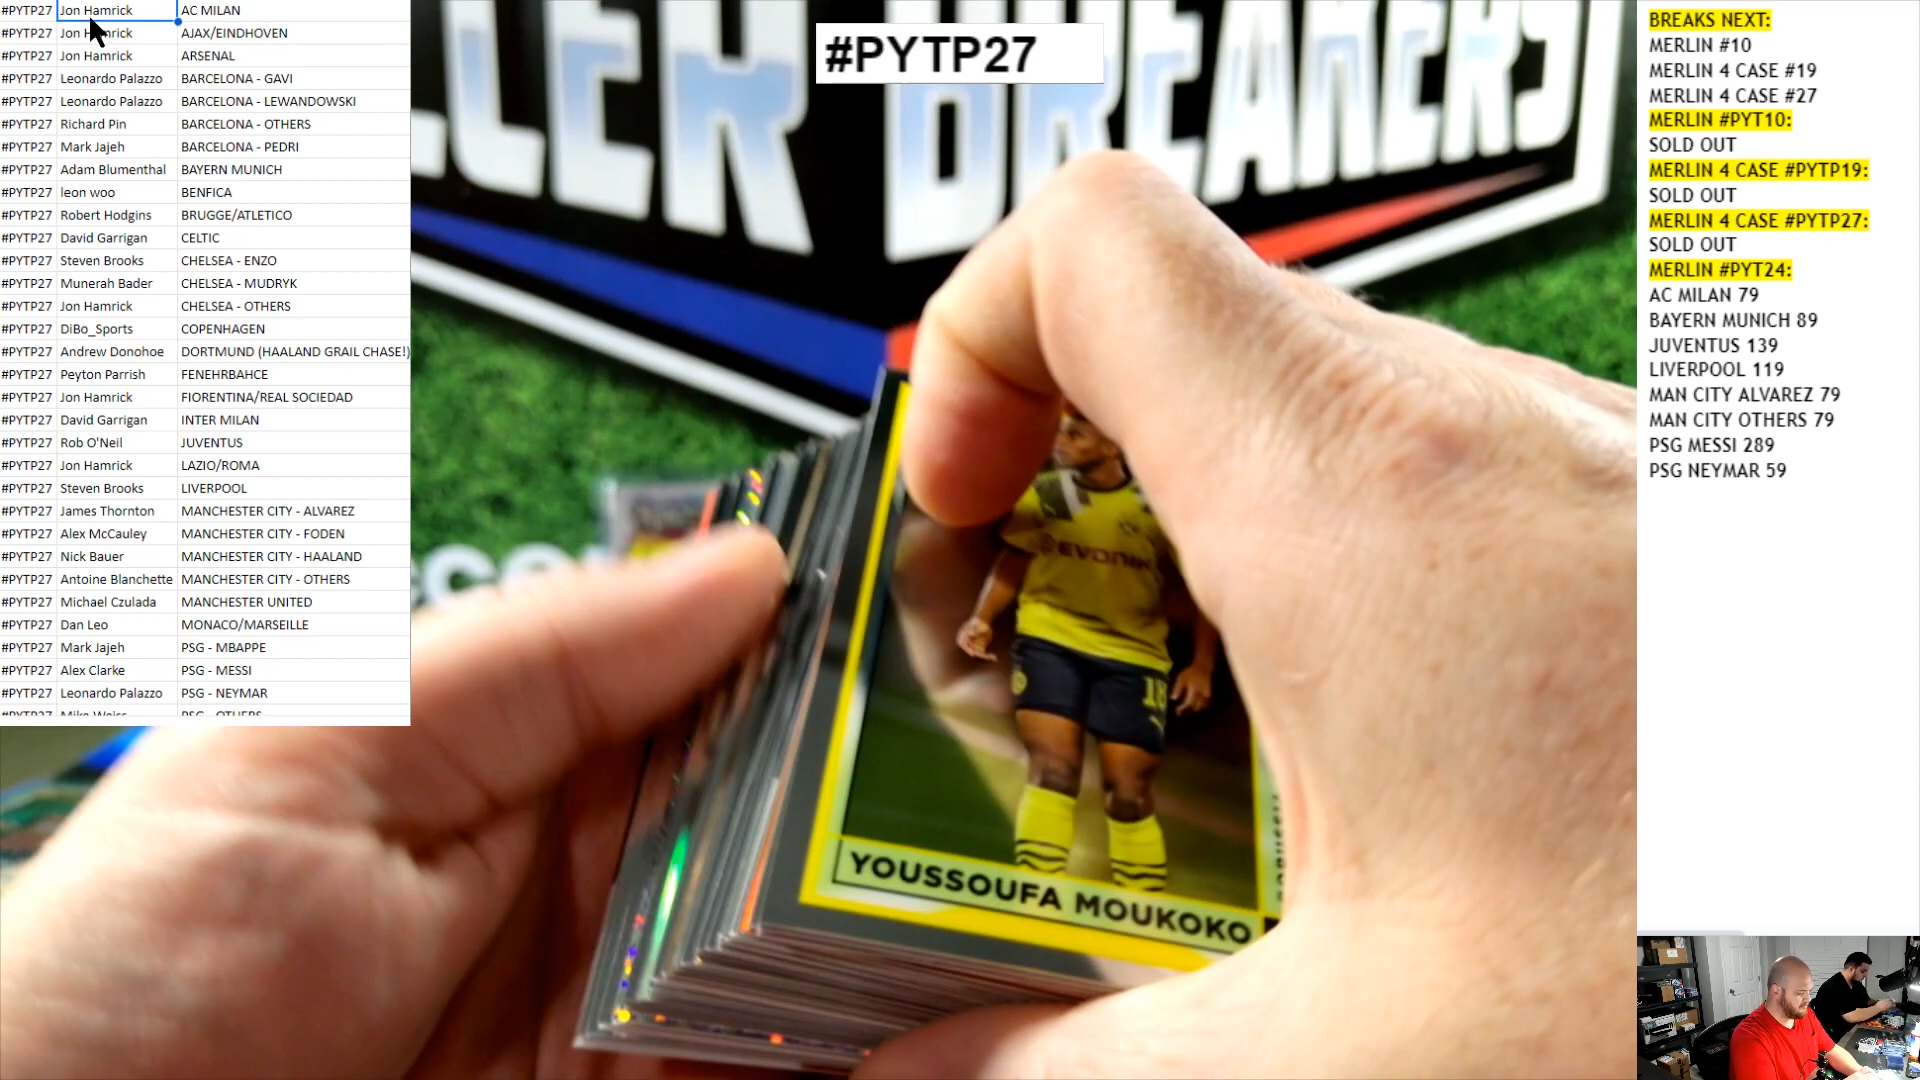 #PYTP27 Jon Hamrick AC MILAN
#PYTP27 Jon Hamrick AJAX/EINDHOVEN
#PYTP27 Jon Hamrick ARSENAL
#PYTP27 Leonardo Palazzo BARCELONA - GAVI
#PYTP27 Leonardo Palazzo BARCELONA - LEWANDOWSKI
#PYTP27 Richard Pin BARCELONA - OTHERS
#PYTP27 Mark Jajeh BARCELONA - PEDRI
#PYTP27 Adam Blumenthal BAYERN MUNICH
#PYTP27 leon woo BENFICA
#PYTP27 Robert Hodgins BRUGGE/ATLETICO
#PYTP27 David Garrigan CELTIC
#PYTP27 Steven Brooks CHELSEA - ENZO
#PYTP27 Munerah Bader CHELSEA - MUDRYK
#PYTP27 Jon Hamrick CHELSEA - OTHERS
#PYTP27 DiBo_Sports COPENHAGEN
#PYTP27 Andrew Donohoe DORTMUND (HAALAND GRAIL CHASE!)
#PYTP27 Peyton Parrish FENEHRBAHCE
#PYTP27 Jon Hamrick FIORENTINA/REAL SOCIEDAD
#PYTP27 David Garrigan INTER MILAN
#PYTP27 Rob O'Neil JUVENTUS
#PYTP27 Jon Hamrick LAZIO/ROMA
#PYTP27 Steven Brooks LIVERPOOL
#PYTP27 James Thornton MANCHESTER CITY - ALVAREZ
#PYTP27 Alex McCauley MANCHESTER CITY - FODEN
#PYTP27 Nick Bauer MANCHESTER CITY - HAALAND
#PYTP27 Antoine Blanchette MANCHESTER CITY - OTHERS
#PYTP27 Michael Czulada MANCHESTER UNITED
#PYTP27 Dan Leo MONACO/MARSEILLE
#PYTP27 Mark Jajeh PSG - MBAPPE
#PYTP27 Alex Clarke PSG - MESSI
#PYTP27 Leonardo Palazzo PSG - NEYMAR
#PYTP27 Mike Weiss PSG - OTHERS
#PYTP27
BREAKERS
EVONIK
18
YOUSSOUFA MOUKOKO
BREAKS NEXT:
MERLIN #10
MERLIN 4 CASE #19
MERLIN 4 CASE #27
MERLIN #PYT10:
SOLD OUT
MERLIN 4 CASE #PYTP19:
SOLD OUT
MERLIN 4 CASE #PYTP27:
SOLD OUT
MERLIN #PYT24:
AC MILAN 79
BAYERN MUNICH 89
JUVENTUS 139
LIVERPOOL 119
MAN CITY ALVAREZ 79
MAN CITY OTHERS 79
PSG MESSI 289
PSG NEYMAR 59